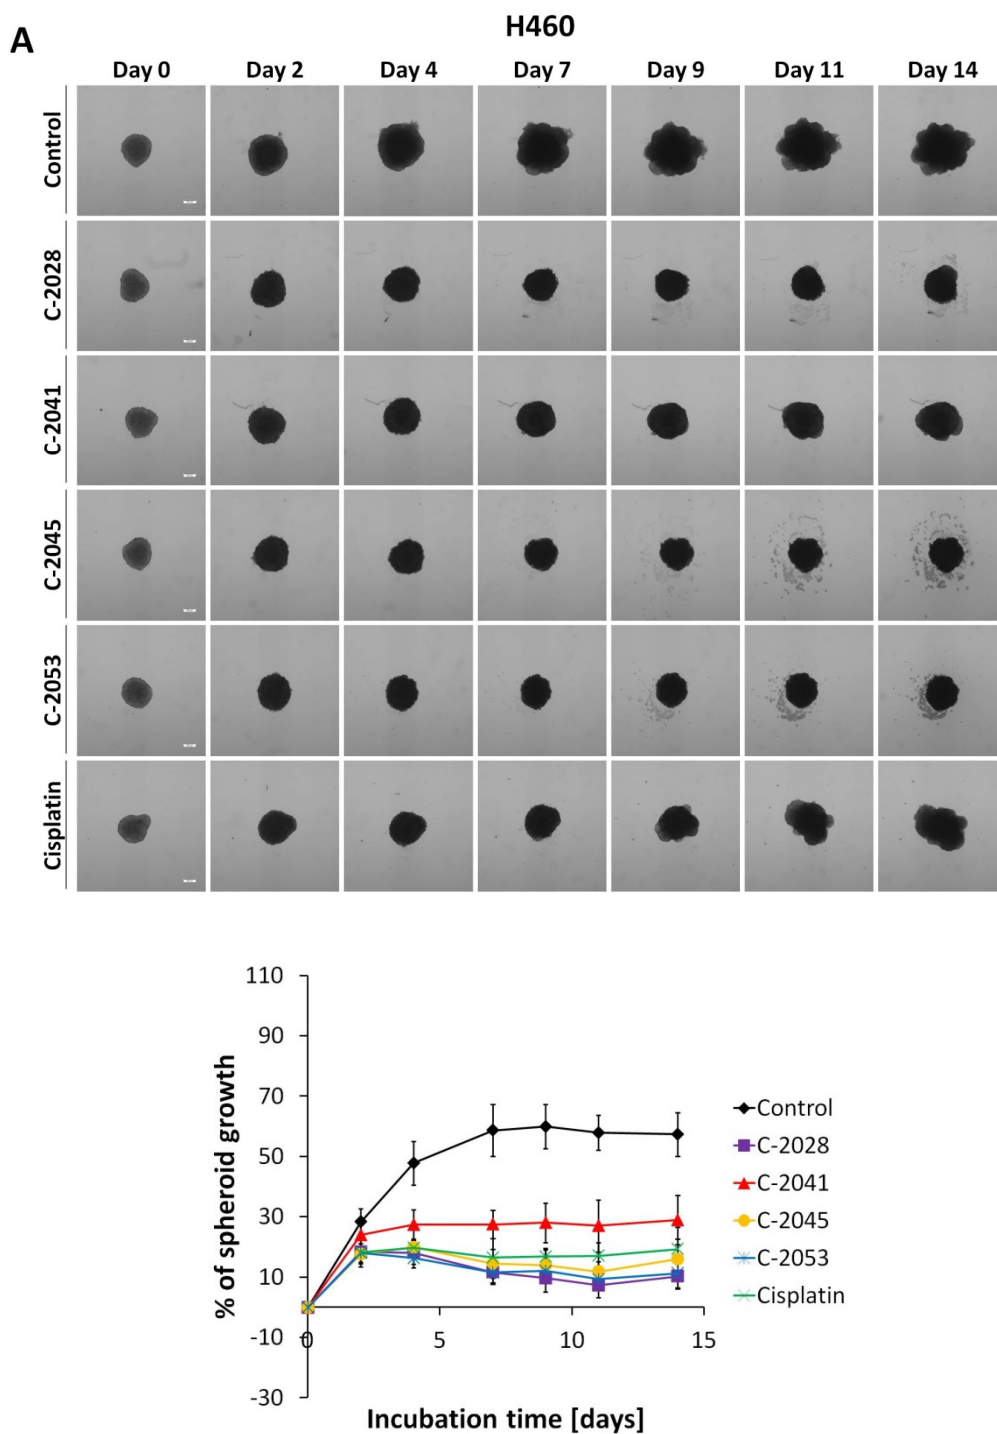 A
H460
Day 0 Day 2 Day 4 Day 7 Day 9 Day 11 Day 14
Control
C-2028
C-2041
C-2045
C-2053
Cisplatin
110
90
70
50
30
10
-10
-30
0 5 10 15
% of spheroid growth
Incubation time [days]
Control
C-2028
C-2041
C-2045
C-2053
Cisplatin